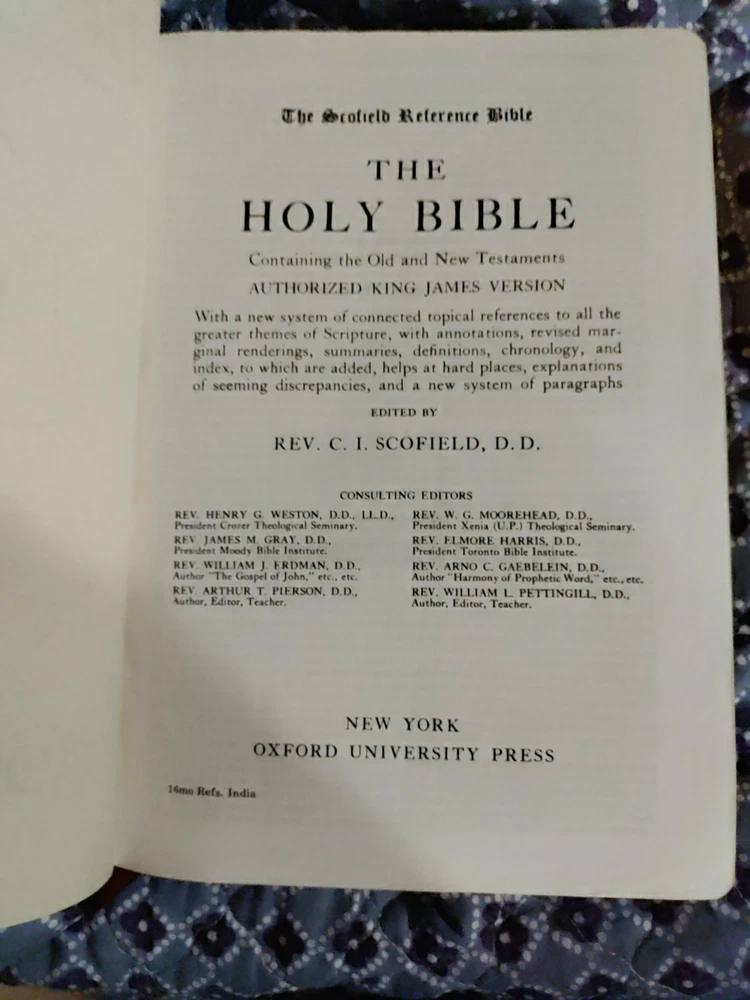 The Scofield Reference Bible
THE
HOLY BIBLE
Containing the Old and New Testaments
AUTHORIZED KING JAMES VERSION
With a new system of connected topical references to all the
greater themes of Scripture, with annotations, revised mar-
ginal renderings, summaries, definitions, chronology, and
index, to which are added, helps at hard places, explanations
of seeming discrepancies, and a new system of paragraphs
EDITED BY
REV. C. I. SCOFIELD, D. D.
CONSULTING EDITORS
REV. HENRY G. WESTON, D.D., LL.D.,
President Crozer Theological Seminary.
REV. JAMES M. GRAY, D.D.,
President Moody Bible Institute.
REV. WILLIAM J. ERDMAN, D.D.,
Author "The Gospel of John," etc., etc.
REV. ARTHUR T. PIERSON, D.D.,
Author, Editor, Teacher.
REV. W. G. MOOREHEAD, D.D.,
President Xenia (U.P.) Theological Seminary.
REV. ELMORE HARRIS, D.D.,
President Toronto Bible Institute.
REV. ARNO C. GAEBELEIN, D.D.,
Author "Harmony of Prophetic Word," etc., etc.
REV. WILLIAM L. PETTINGILL, D.D.,
Author, Editor, Teacher.
NEW YORK
OXFORD UNIVERSITY PRESS
16mo Refs. India